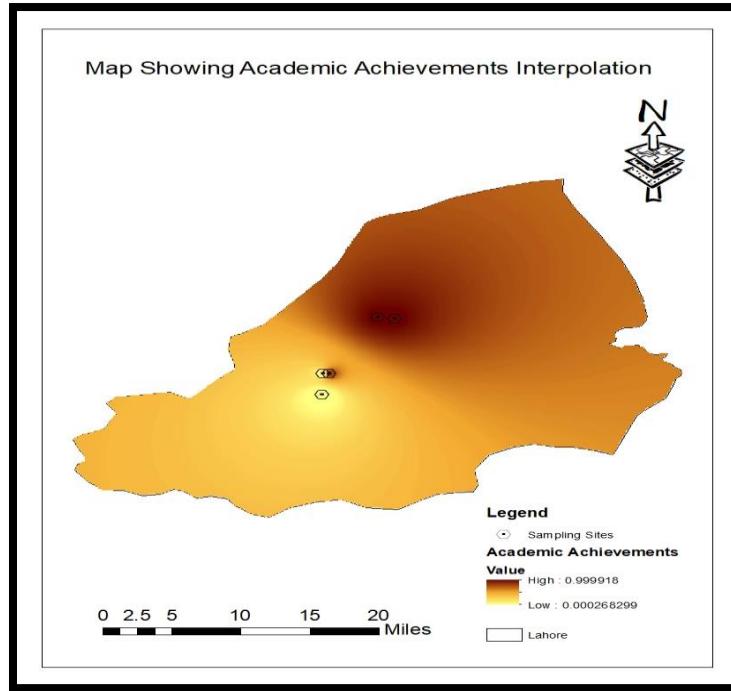 Map Showing Academic Achievements Interpolation
N
Legend
Sampling Sites
Academic Achievements
Value
High : 0.999918
Low : 0.000268299
Lahore
0 2.5 5 10 15 20
Miles